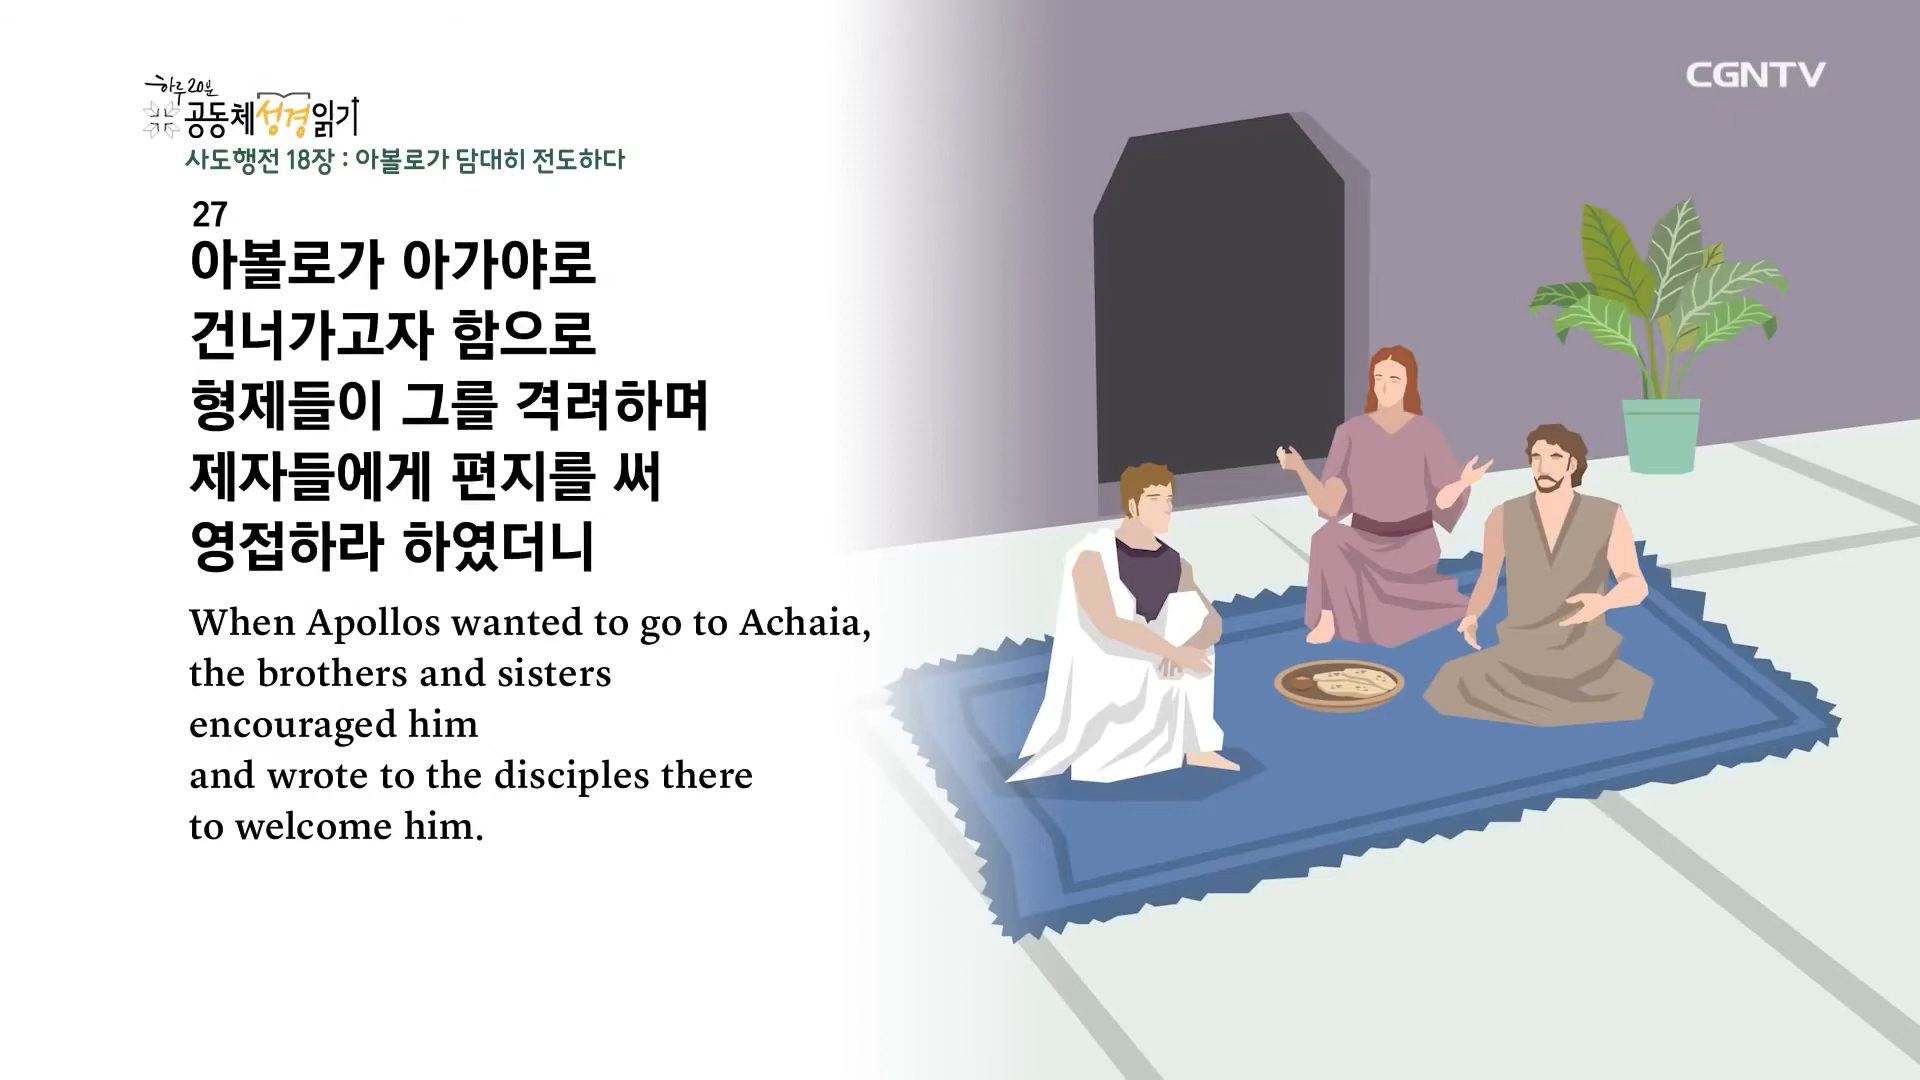 하루 20분
공동체성경읽기
CGNTV
사도행전 18장 : 아볼로가 담대히 전도하다
27
아볼로가 아가야로
건너가고자 함으로
형제들이 그를 격려하며
제자들에게 편지를 써
영접하라 하였더니
When Apollos wanted to go to Achaia,
the brothers and sisters
encouraged him
and wrote to the disciples there
to welcome him.